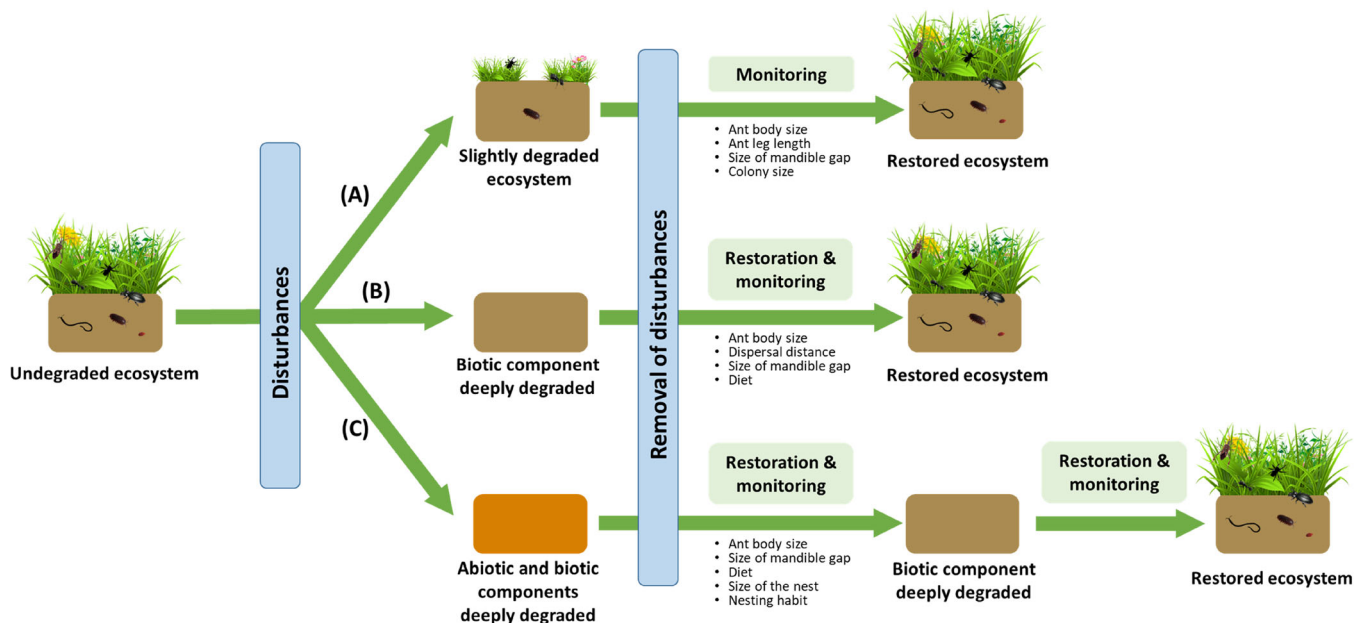 Undegraded ecosystem
Disturbances
(A)
(B)
(C)
Slightly degraded
ecosystem
Biotic component
deeply degraded
Abiotic and biotic
components
deeply degraded
Removal of disturbances
Monitoring
• Ant body size
• Ant leg length
• Size of mandible gap
• Colony size
Restored ecosystem
Restoration &
monitoring
• Ant body size
• Dispersal distance
• Size of mandible gap
• Diet
Restored ecosystem
Restoration &
monitoring
• Ant body size
• Size of mandible gap
• Diet
• Size of the nest
• Nesting habit
Biotic component
deeply degraded
Restoration &
monitoring
Restored ecosystem